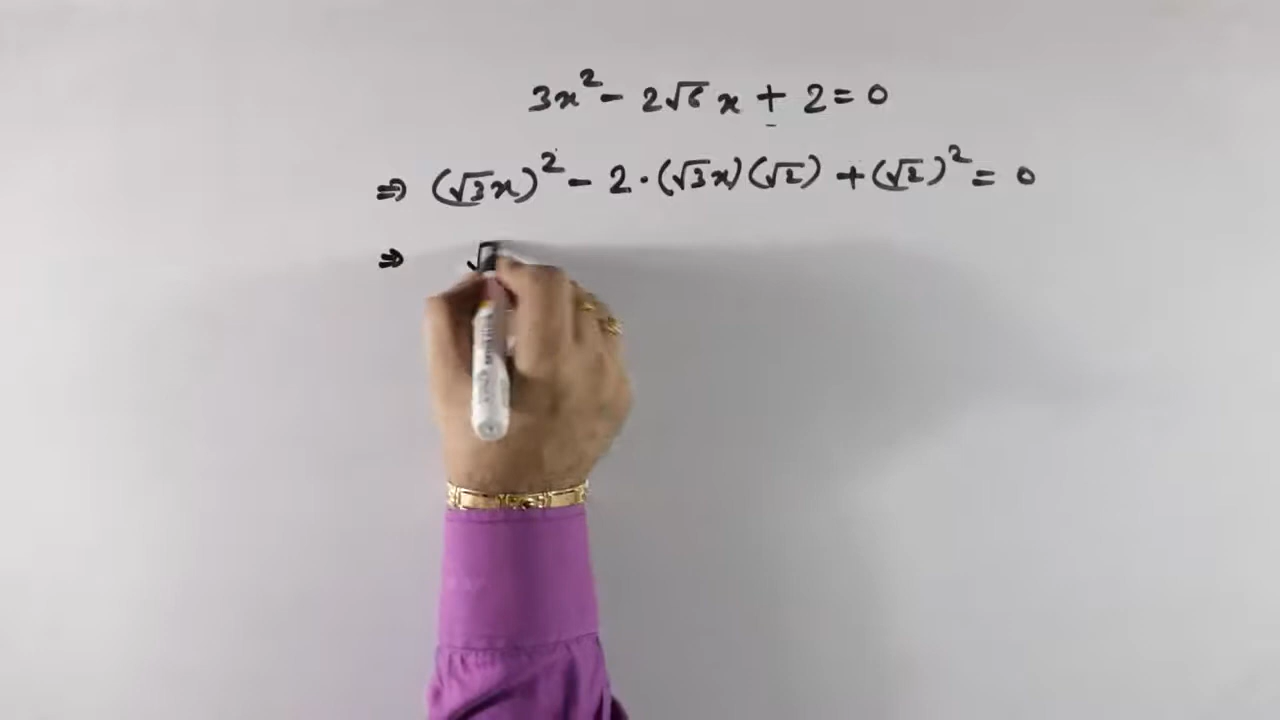 3x² - 2√6 x + 2 = 0
⇒ (√3x)² - 2·(√3x)(√2) + (√2)² = 0
⇒ √